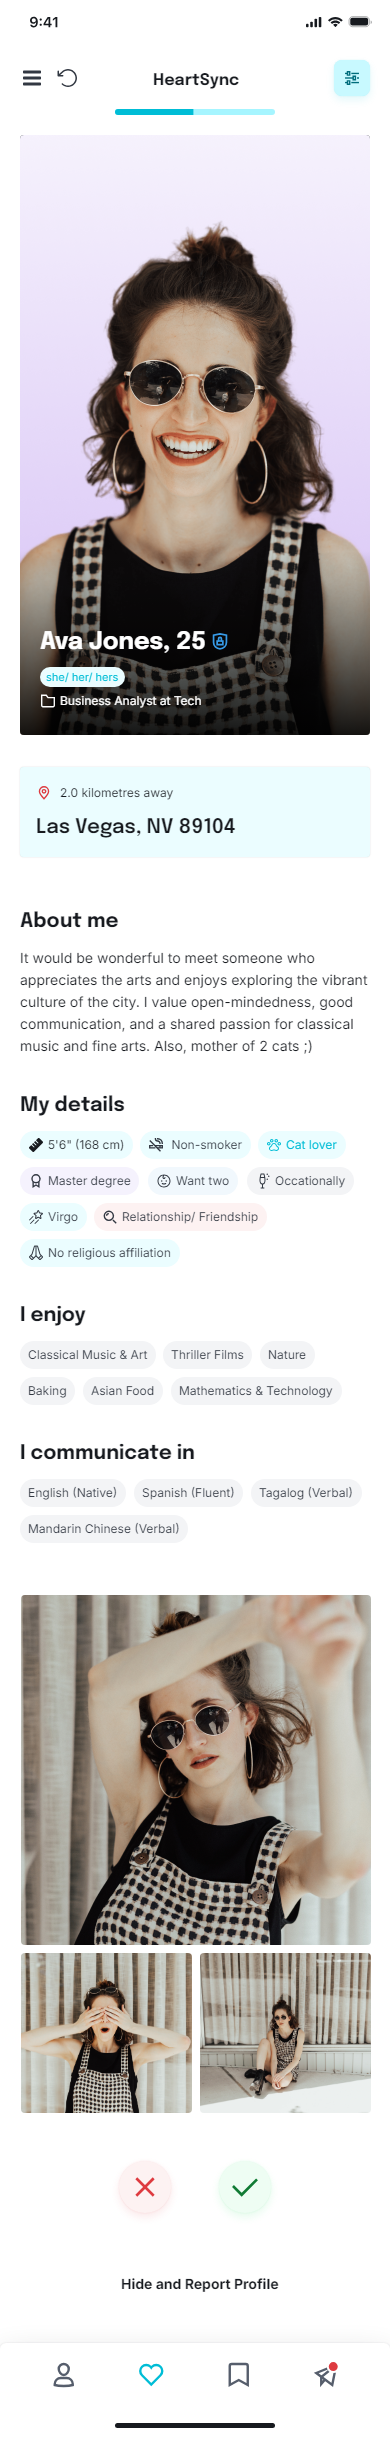 9:41
HeartSync
Ava Jones, 25
she/ her/ hers
Business Analyst at Tech
2.0 kilometres away
Las Vegas, NV 89104
About me
It would be wonderful to meet someone who
appreciates the arts and enjoys exploring the vibrant
culture of the city. I value open-mindedness, good
communication, and a shared passion for classical
music and fine arts. Also, mother of 2 cats ;)
My details
5'6" (168 cm) Non-smoker Cat lover
Master degree Want two Occationally
Virgo Relationship/ Friendship
No religious affiliation
I enjoy
Classical Music & Art Thriller Films Nature
Baking Asian Food Mathematics & Technology
I communicate in
English (Native) Spanish (Fluent) Tagalog (Verbal)
Mandarin Chinese (Verbal)
Hide and Report Profile